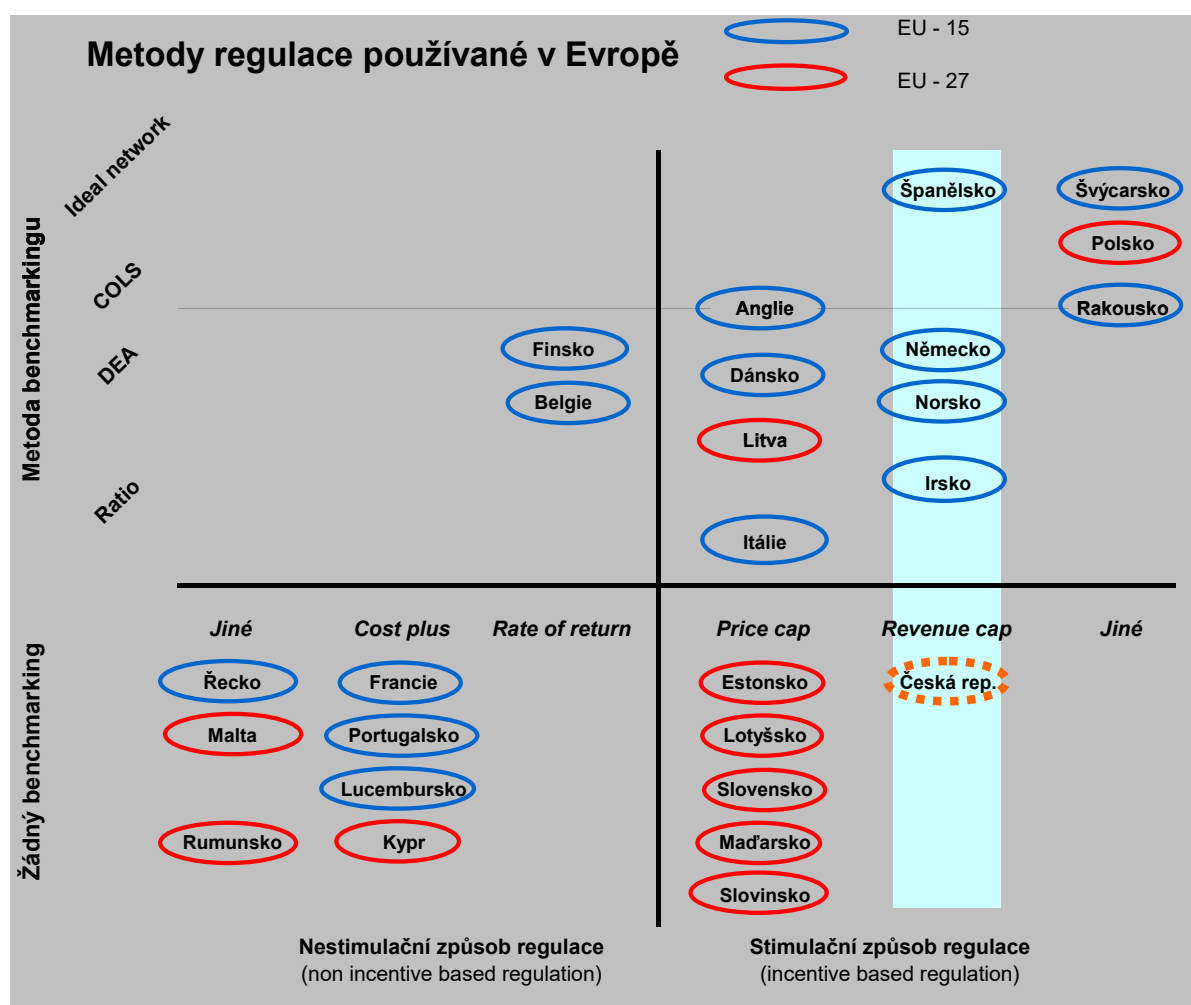 Metody regulace používané v Evropě
EU - 15
EU - 27
Metoda benchmarkingu
Ideal network
COLS
DEA
Ratio
Španělsko
Švýcarsko
Polsko
Anglie
Rakousko
Finsko
Německo
Dánsko
Belgie
Norsko
Litva
Irsko
Itálie
Jiné
Cost plus
Rate of return
Price cap
Revenue cap
Jiné
Žádný benchmarking
Řecko
Francie
Estonsko
Česká rep.
Malta
Portugalsko
Lotyšsko
Lucembursko
Slovensko
Rumunsko
Kypr
Maďarsko
Slovinsko
Nestimulační způsob regulace
(non incentive based regulation)
Stimulační způsob regulace
(incentive based regulation)